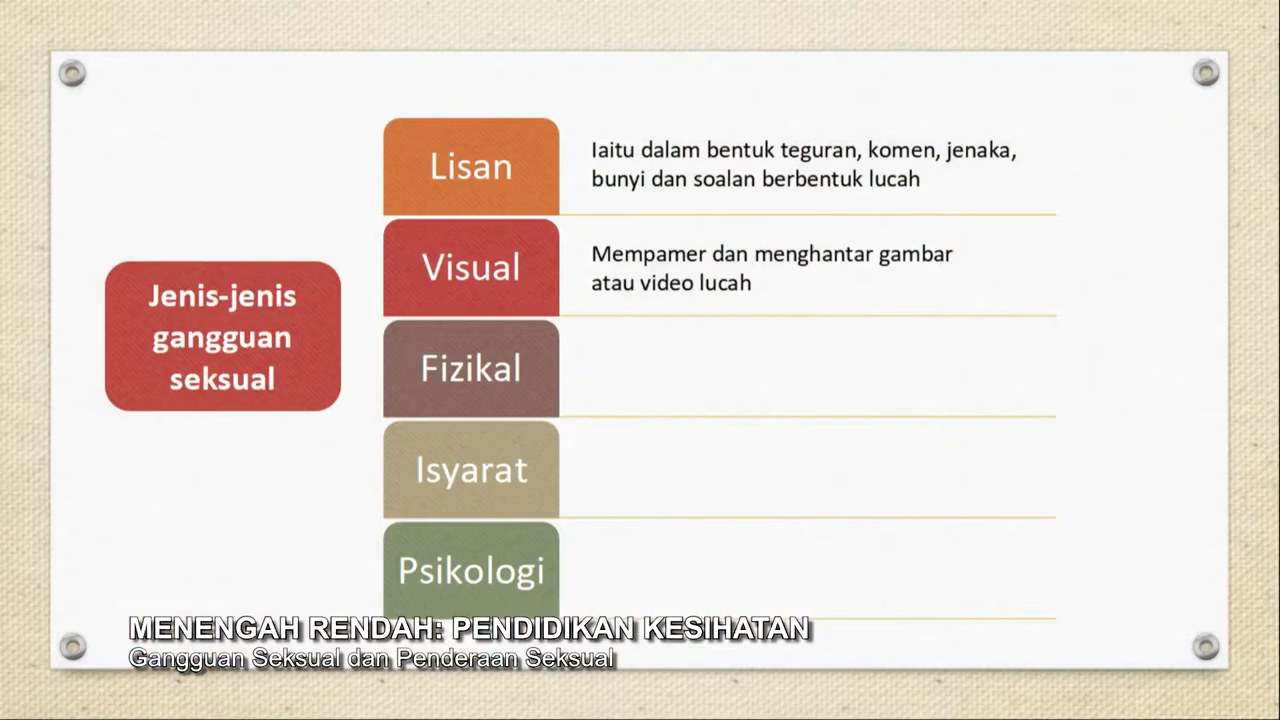 Jenis-jenis
gangguan
seksual
Lisan
Iaitu dalam bentuk teguran, komen, jenaka,
bunyi dan soalan berbentuk lucah
Visual
Mempamer dan menghantar gambar
atau video lucah
Fizikal
Isyarat
Psikologi
MENENGAH RENDAH: PENDIDIKAN KESIHATAN
Gangguan Seksual dan Penderaan Seksual